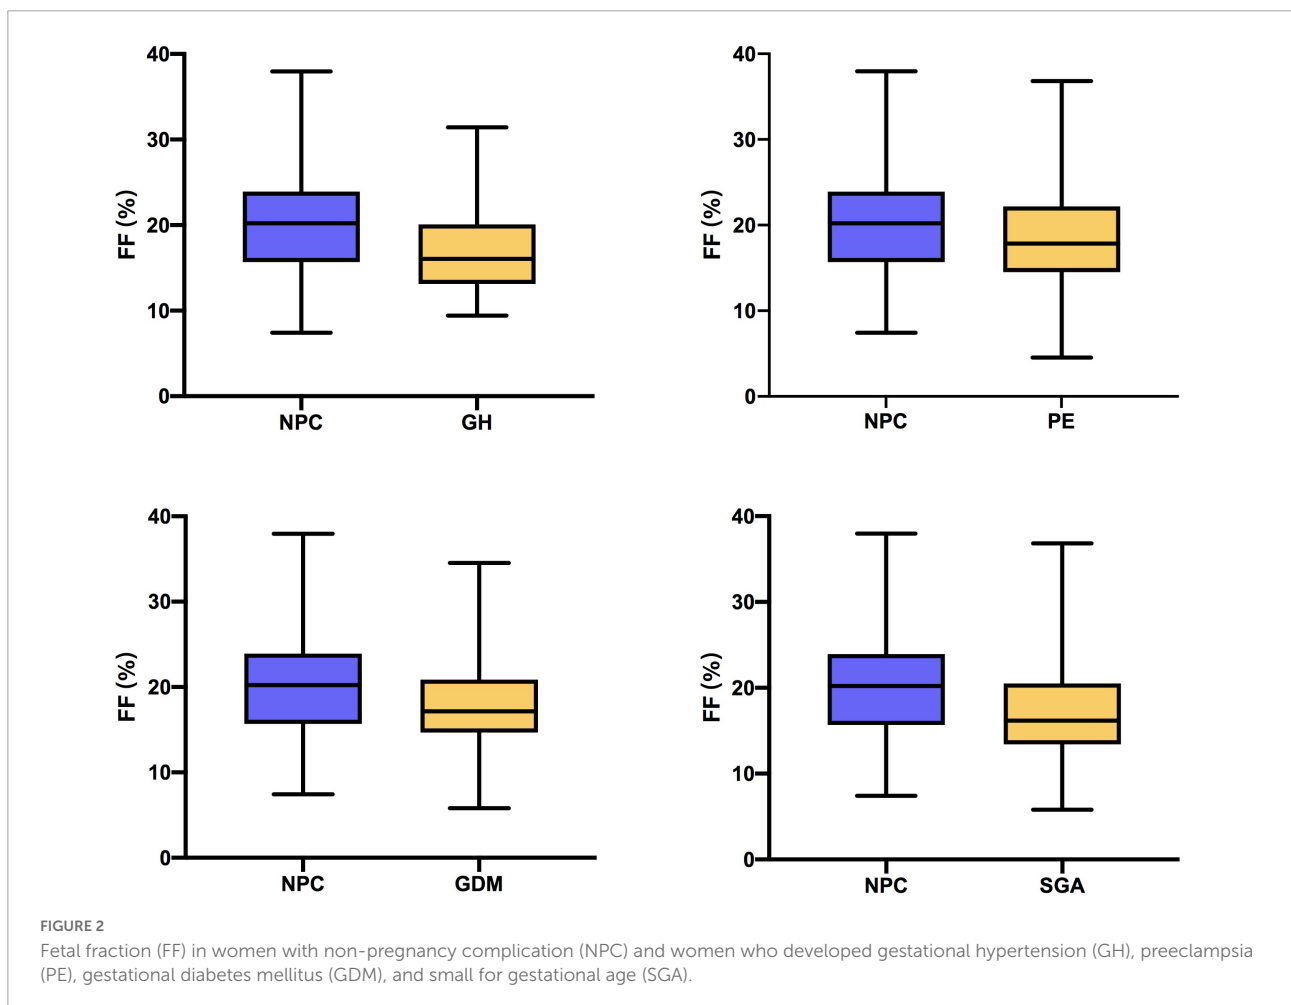 40
30
20
10
0
FF (%)
NPC
GH
40
30
20
10
0
FF (%)
NPC
PE
40
30
20
10
0
FF (%)
NPC
GDM
40
30
20
10
0
FF (%)
NPC
SGA
FIGURE 2
Fetal fraction (FF) in women with non-pregnancy complication (NPC) and women who developed gestational hypertension (GH), preeclampsia
(PE), gestational diabetes mellitus (GDM), and small for gestational age (SGA).